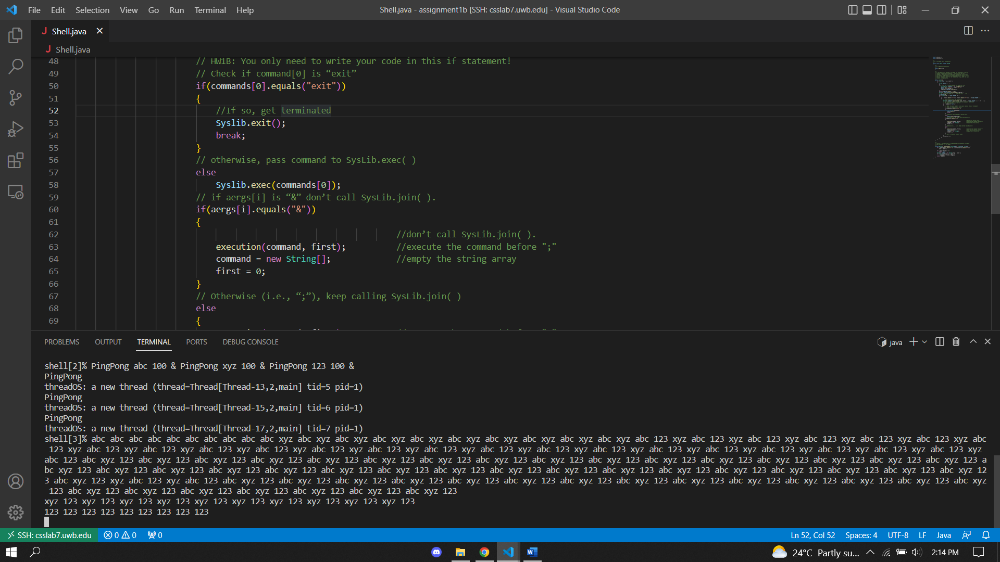 File Edit Selection View Go Run Terminal Help
Shell.java - assignment1b [SSH: csslab7.uwb.edu] - Visual Studio Code
J Shell.java
J Shell.java
48 // HW1B: You only need to write your code in this if statement!
49 // Check if command[0] is “exit”
50 if(commands[0].equals("exit"))
51 {
52 //If so, get terminated
53 Syslib.exit();
54 break;
55 }
56 // otherwise, pass command to SysLib.exec( )
57 else
58 Syslib.exec(commands[0]);
59 // if aergs[i] is “&” don’t call SysLib.join( ).
60 if(aergs[i].equals("&"))
61 {
62 //don’t call SysLib.join( ).
63 execution(command, first); //execute the command before ";"
64 command = new String[]; //empty the string array
65 first = 0;
66 }
67 // Otherwise (i.e., “;”), keep calling SysLib.join( )
68 else
69 {
PROBLEMS OUTPUT TERMINAL PORTS DEBUG CONSOLE
java
shell[2]% PingPong abc 100 & PingPong xyz 100 & PingPong 123 100 &
PingPong
threadOS: a new thread (thread=Thread[Thread-13,2,main] tid=5 pid=1)
PingPong
threadOS: a new thread (thread=Thread[Thread-15,2,main] tid=6 pid=1)
PingPong
threadOS: a new thread (thread=Thread[Thread-17,2,main] tid=7 pid=1)
shell[3]% abc abc abc abc abc abc abc abc abc abc xyz abc xyz abc xyz abc xyz abc xyz abc xyz abc xyz abc xyz abc xyz abc xyz abc 123 xyz abc 123 xyz abc 123 xyz abc 123 xyz abc 123 xyz abc 123 xyz abc
123 xyz abc 123 xyz abc 123 xyz abc 123 xyz abc 123 xyz abc 123 xyz abc 123 xyz abc 123 xyz abc 123 xyz abc 123 xyz abc 123 xyz abc 123 xyz abc 123 xyz abc 123 xyz abc 123 xyz abc 123 xyz abc 123 xyz
abc 123 abc xyz 123 abc xyz 123 abc xyz 123 abc xyz 123 abc xyz 123 abc xyz 123 abc xyz 123 abc xyz 123 abc xyz 123 abc xyz 123 abc xyz 123 abc xyz 123 abc xyz 123 abc xyz 123 abc xyz 123 abc xyz 123 a
bc xyz 123 abc xyz 123 abc xyz 123 abc xyz 123 abc xyz 123 abc xyz 123 abc xyz 123 abc xyz 123 abc xyz 123 abc xyz 123 abc xyz 123 abc xyz 123 abc xyz 123 abc xyz 123 abc xyz 123 abc xyz 123 abc xyz 12
3 abc xyz 123 xyz abc 123 xyz abc 123 abc xyz 123 abc xyz 123 abc xyz 123 abc xyz 123 abc xyz 123 abc xyz 123 abc xyz 123 abc xyz 123 abc xyz 123 abc xyz 123 abc xyz 123 abc xyz 123 abc xyz 123 abc xyz
123 abc xyz 123 abc xyz 123 abc xyz 123 abc xyz 123 abc xyz 123 abc xyz 123 abc xyz 123
xyz 123 xyz 123 xyz 123 xyz 123 xyz 123 xyz 123 xyz 123 xyz 123 xyz 123 xyz 123
123 123 123 123 123 123 123 123 123
SSH: csslab7.uwb.edu 0 0 0 Ln 52, Col 52 Spaces: 4 UTF-8 LF Java
24°C Partly su... 2:14 PM